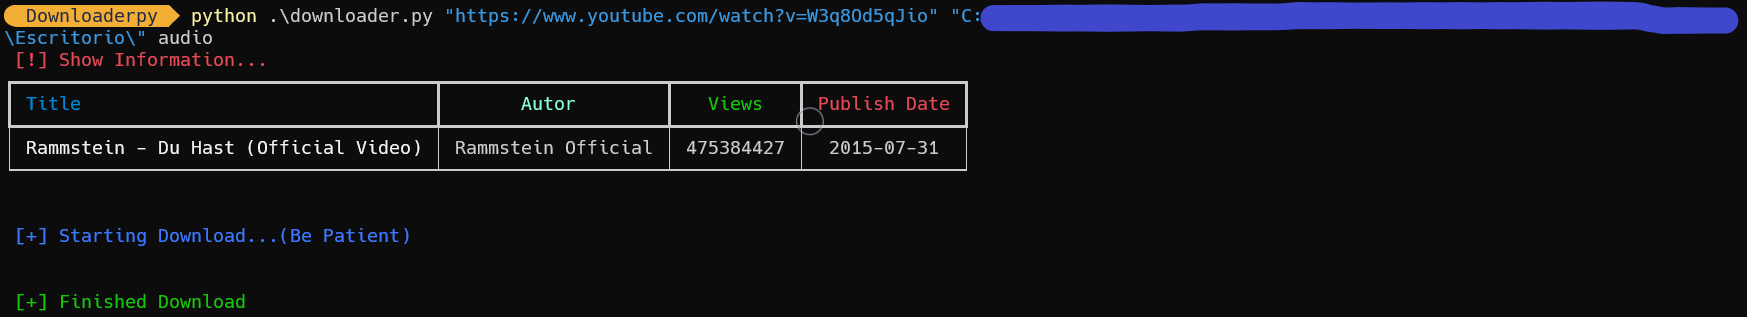 Downloaderpy python .\downloader.py "https://www.youtube.com/watch?v=W3q8Od5qJio" "C:
\Escritorio\" audio
[!] Show Information...
Title Autor Views Publish Date
Rammstein - Du Hast (Official Video) Rammstein Official 475384427 2015-07-31
[+] Starting Download...(Be Patient)
[+] Finished Download